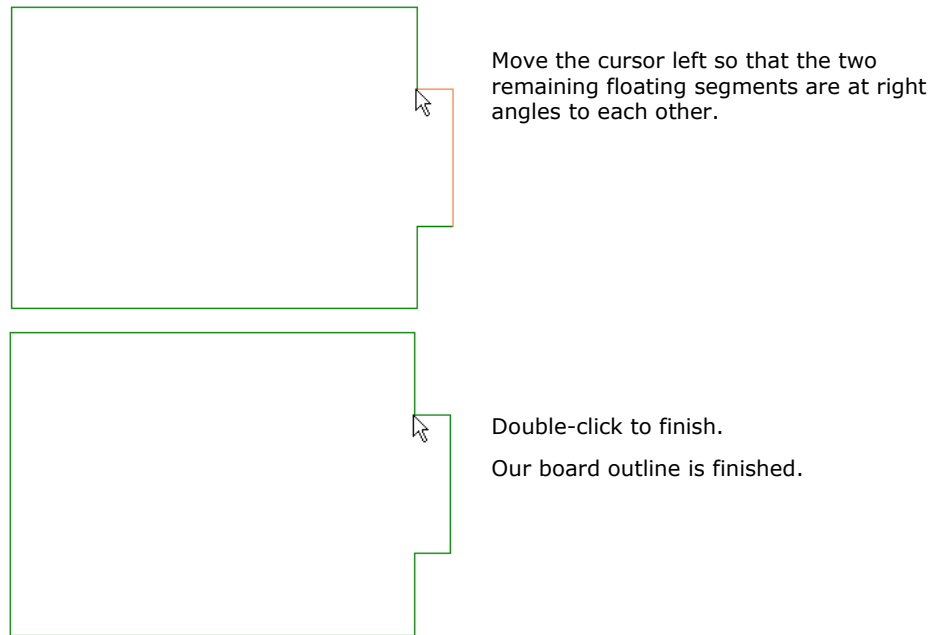 Move the cursor left so that the two
remaining floating segments are at right
angles to each other.
Double-click to finish.
Our board outline is finished.